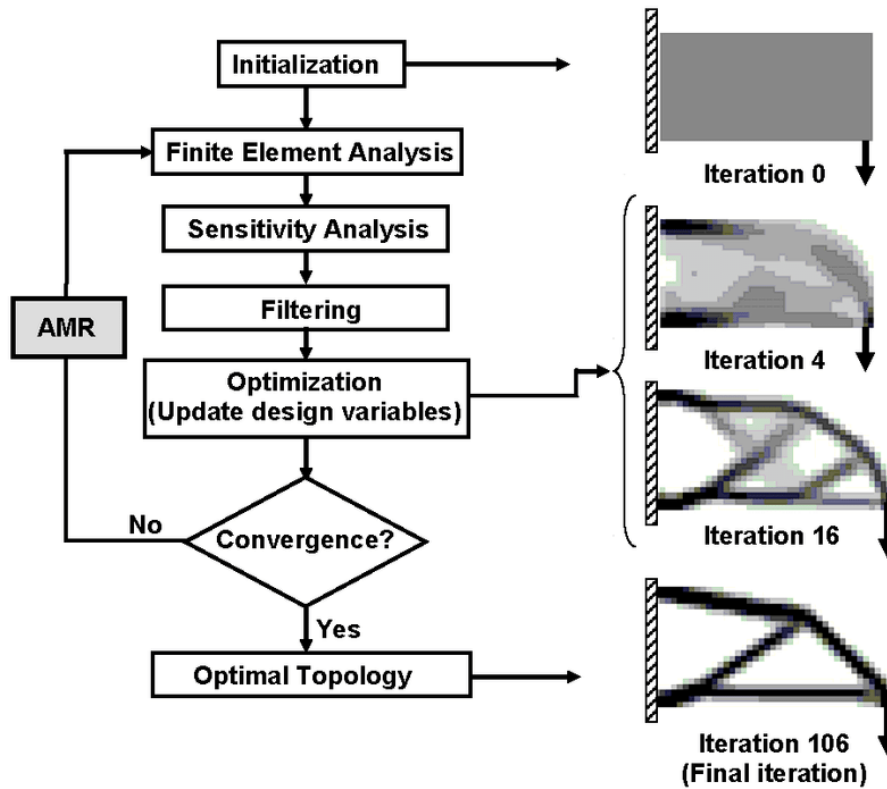 Initialization
Finite Element Analysis
Sensitivity Analysis
Filtering
AMR
Optimization
(Update design variables)
No
Convergence?
Yes
Optimal Topology
Iteration 0
Iteration 4
Iteration 16
Iteration 106
(Final iteration)